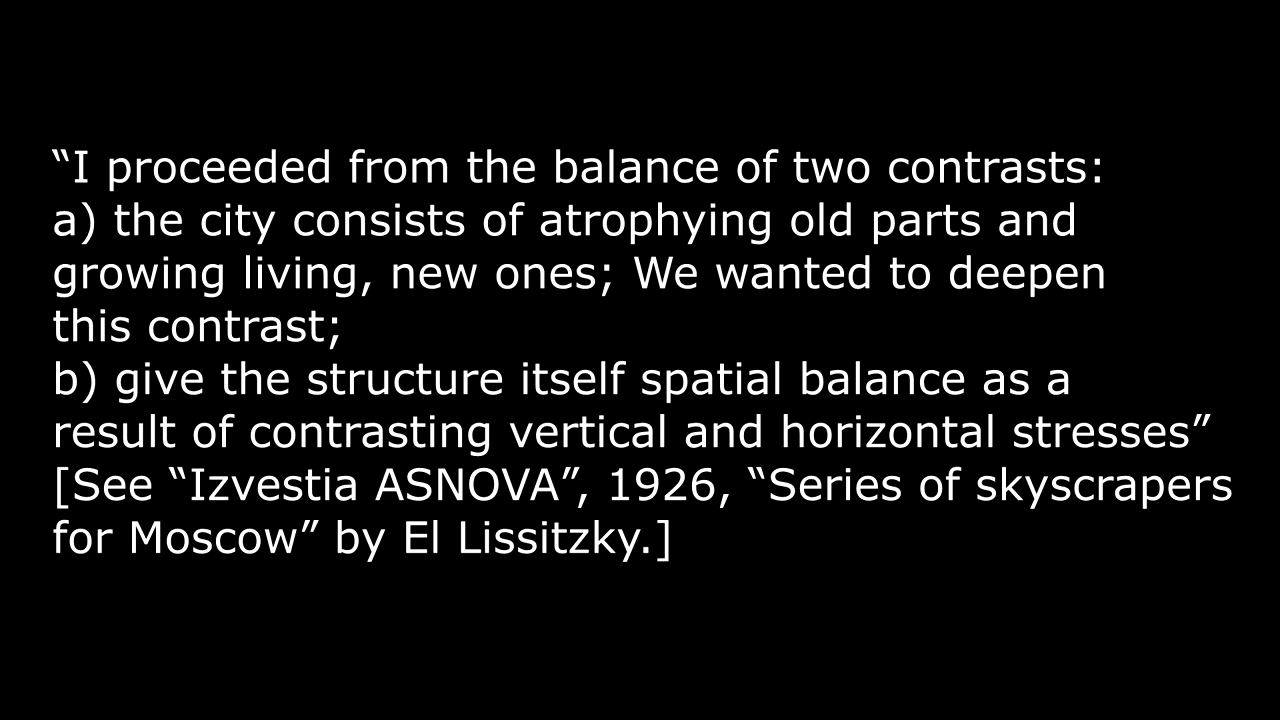 “I proceeded from the balance of two contrasts:
a) the city consists of atrophying old parts and
growing living, new ones; We wanted to deepen
this contrast;
b) give the structure itself spatial balance as a
result of contrasting vertical and horizontal stresses”
[See “Izvestia ASNOVA”, 1926, “Series of skyscrapers
for Moscow” by El Lissitzky.]